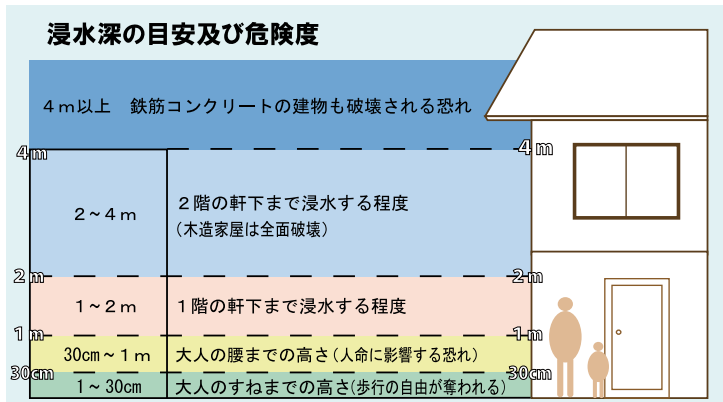 浸水深の目安及び危険度
４ｍ以上　鉄筋コンクリートの建物も破壊される恐れ
４ｍ ４ｍ
２～４ｍ ２階の軒下まで浸水する程度
（木造家屋は全面破壊）
２ｍ ２ｍ
１～２ｍ １階の軒下まで浸水する程度
１ｍ １ｍ
30cm～１ｍ 大人の腰までの高さ（人命に影響する恐れ）
30cm 30cm
１～30cm 大人のすねまでの高さ（歩行の自由が奪われる）